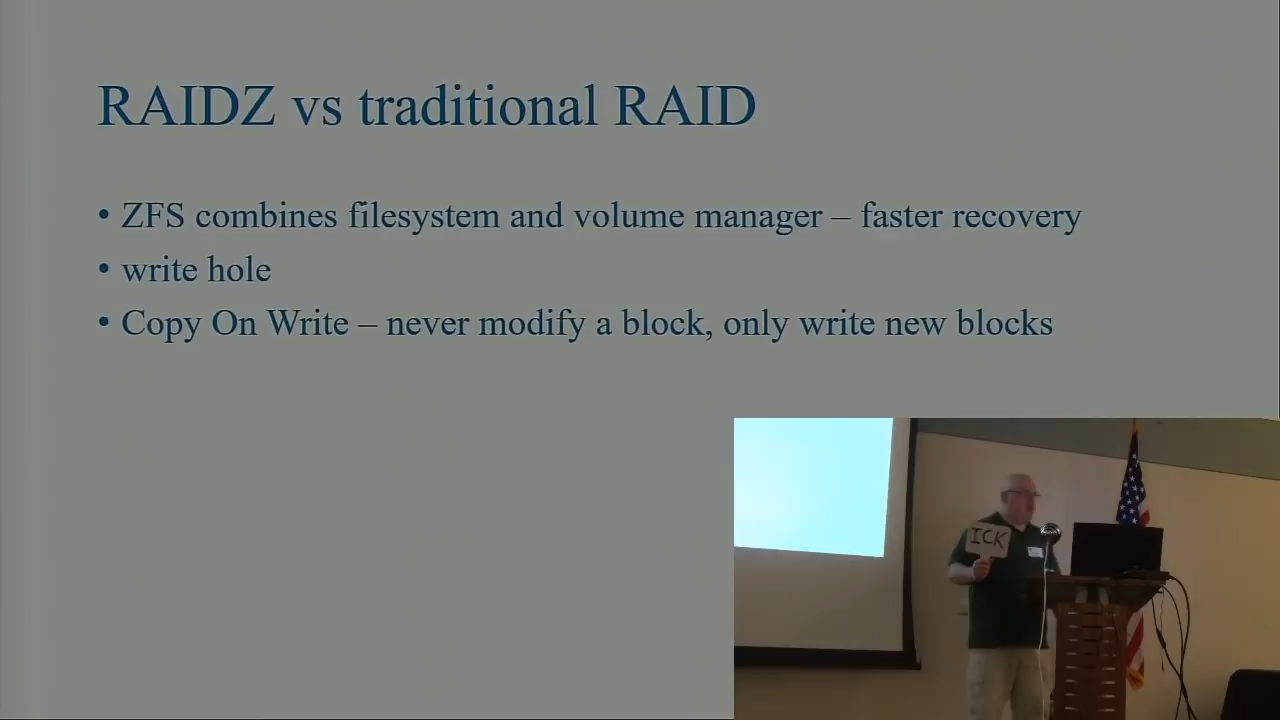 RAIDZ vs traditional RAID
• ZFS combines filesystem and volume manager – faster recovery
• write hole
• Copy On Write – never modify a block, only write new blocks
ICK